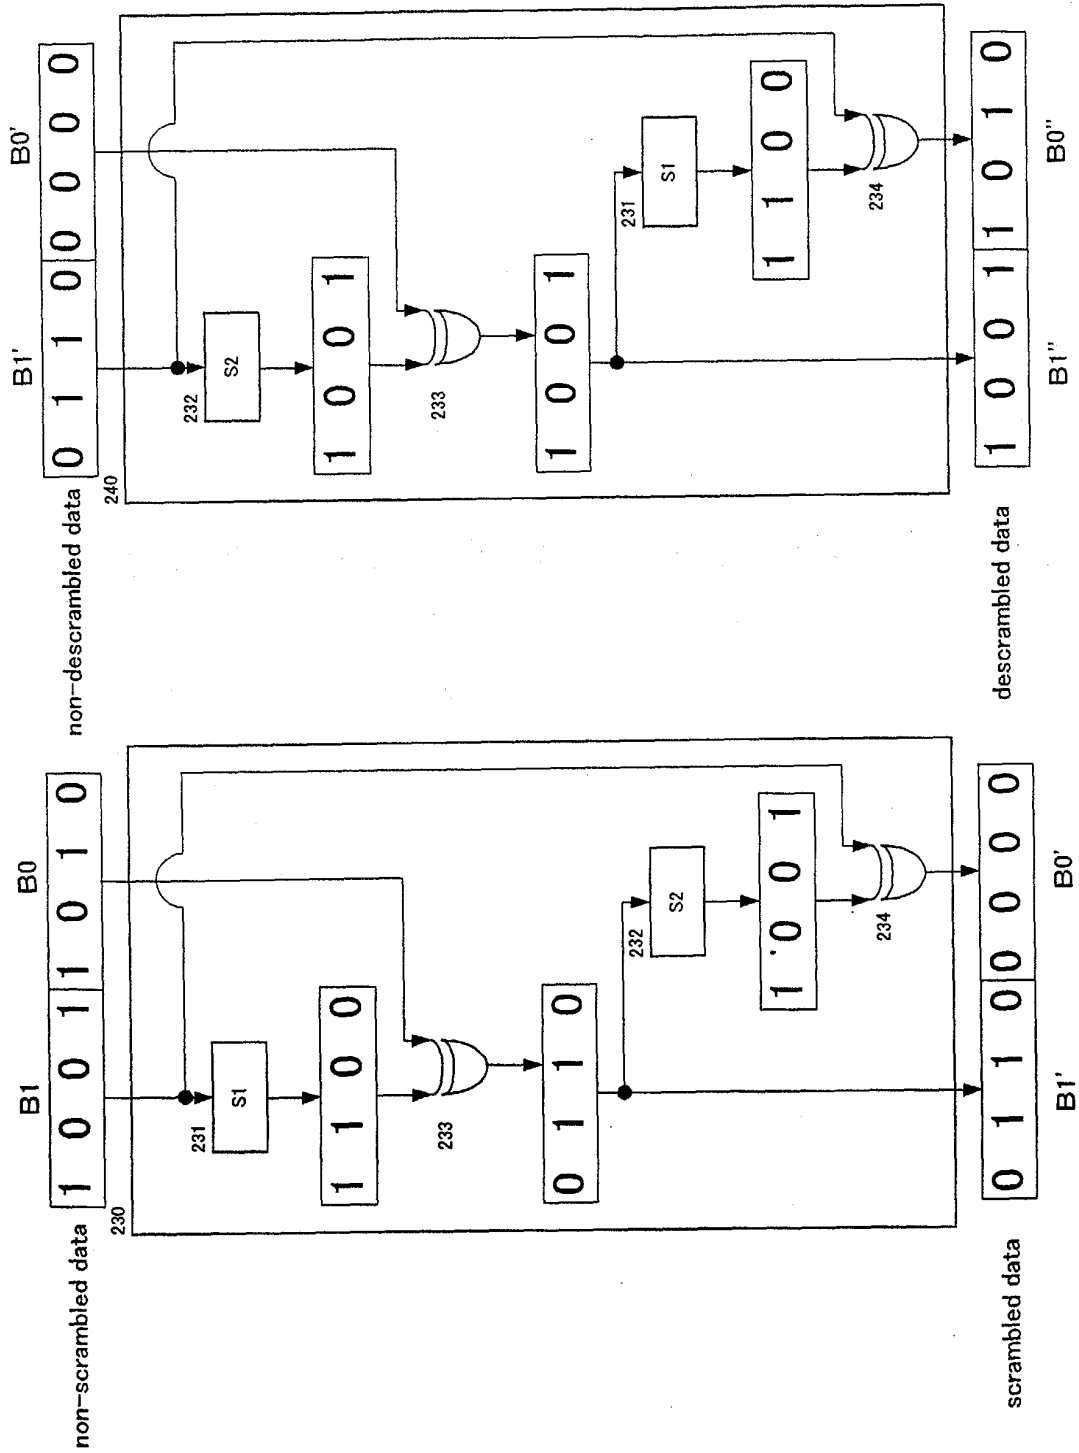 B1 B0
non-scrambled data
1 0 0 1 1 0 1 0
230
231
S1
1 1 0 0
233
0 1 1 0
232
S2
1 0 0 1
234
scrambled data
0 1 1 0 0 0 0 0
B1' B0'
B1' B0'
non-descrambled data
0 1 1 0 0 0 0 0
240
232
S2
1 0 0 1
233
1 0 0 1
231
S1
1 1 0 0
234
descrambled data
1 0 0 1 1 0 1 0
B1" B0"